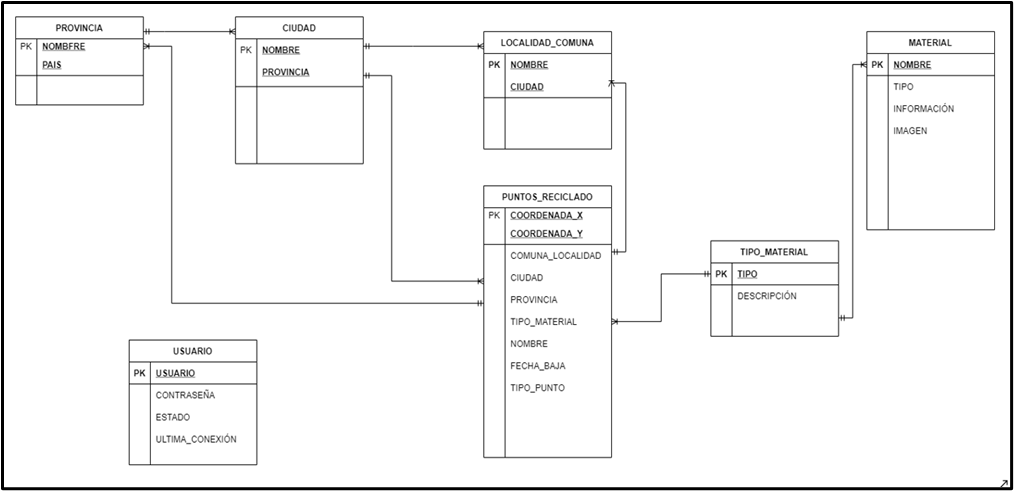 PROVINCIA
PK NOMBFRE
PAIS
CIUDAD
PK NOMBRE
PROVINCIA
LOCALIDAD_COMUNA
PK NOMBRE
CIUDAD
MATERIAL
PK NOMBRE
TIPO
INFORMACIÓN
IMAGEN
PUNTOS_RECICLADO
PK COORDENADA_X
COORDENADA_Y
COMUNA_LOCALIDAD
CIUDAD
PROVINCIA
TIPO_MATERIAL
NOMBRE
FECHA_BAJA
TIPO_PUNTO
TIPO_MATERIAL
PK TIPO
DESCRIPCIÓN
USUARIO
PK USUARIO
CONTRASEÑA
ESTADO
ULTIMA_CONEXIÓN